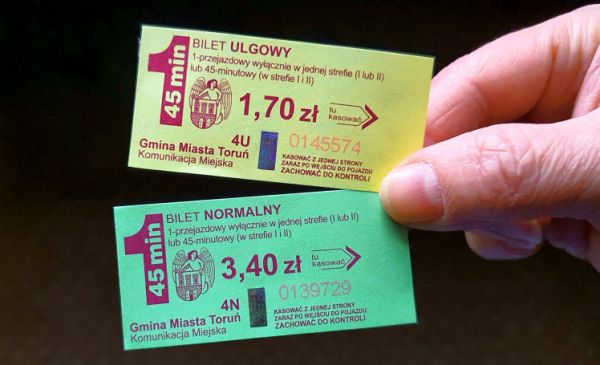 BILET ULGOWY
1-przejazdowy wyłącznie w jednej strefie (I lub II)
lub 45-minutowy (w strefie I i II)
1
45 min
1,70 zł
tu kasować
4U
0145574
Gmina Miasta Toruń
Komunikacja Miejska
KASOWAĆ Z JEDNEJ STRONY
ZARAZ PO WEJŚCIU DO POJAZDU
ZACHOWAĆ DO KONTROLI
BILET NORMALNY
1-przejazdowy wyłącznie w jednej strefie (I lub II)
lub 45-minutowy (w strefie I i II)
1
45 min
3,40 zł
tu kasować
4N
0139729
Gmina Miasta Toruń
Komunikacja Miejska
KASOWAĆ Z JEDNEJ STRONY
ZARAZ PO WEJŚCIU DO POJAZDU
ZACHOWAĆ DO KONTROLI